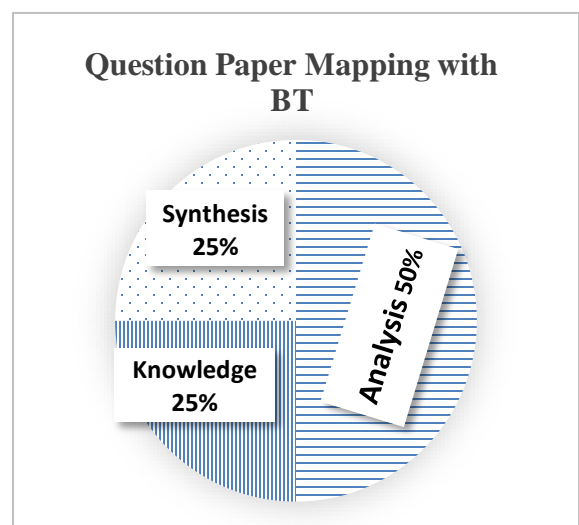 Question Paper Mapping with
BT
Synthesis
25%
Analysis 50%
Knowledge
25%